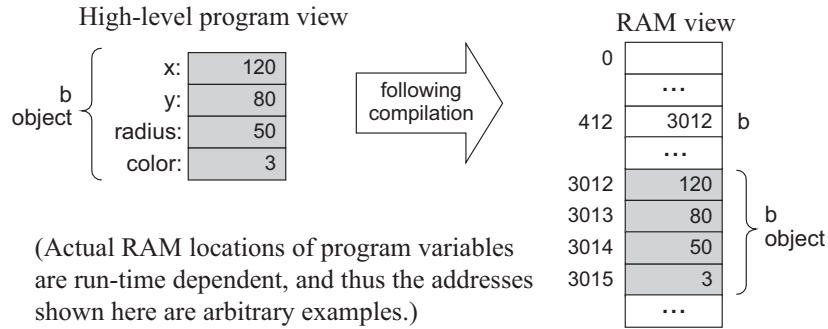 High-level program view
b
object
x: 120
y: 80
radius: 50
color: 3
following
compilation
RAM view
0
...
412 3012 b
...
3012 120
3013 80
3014 50
3015 3
...
b
object
(Actual RAM locations of program variables
are run-time dependent, and thus the addresses
shown here are arbitrary examples.)